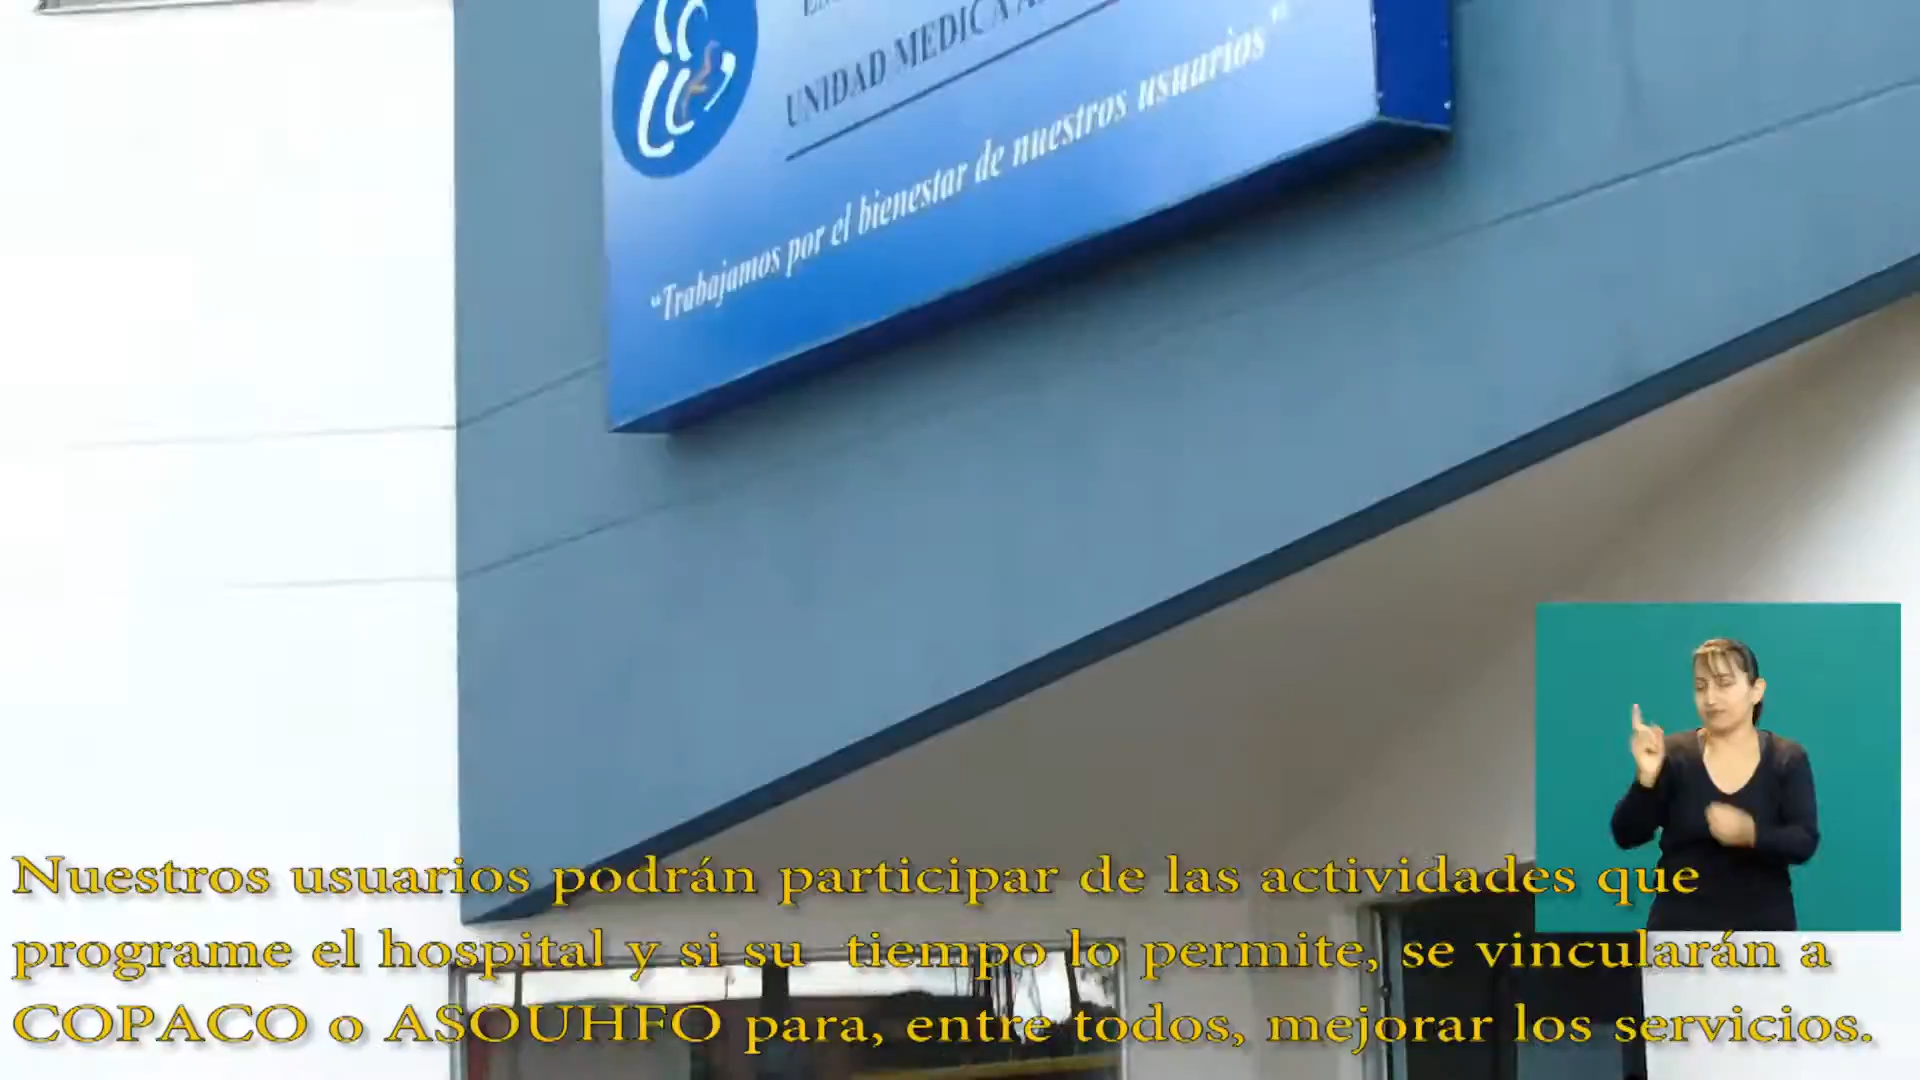 UNIDAD MEDICA
“Trabajamos por el bienestar de nuestros usuarios”
Nuestros usuarios podrán participar de las actividades que
programe el hospital y si su tiempo lo permite, se vincularán a
COPACO o ASOUHFO para, entre todos, mejorar los servicios.